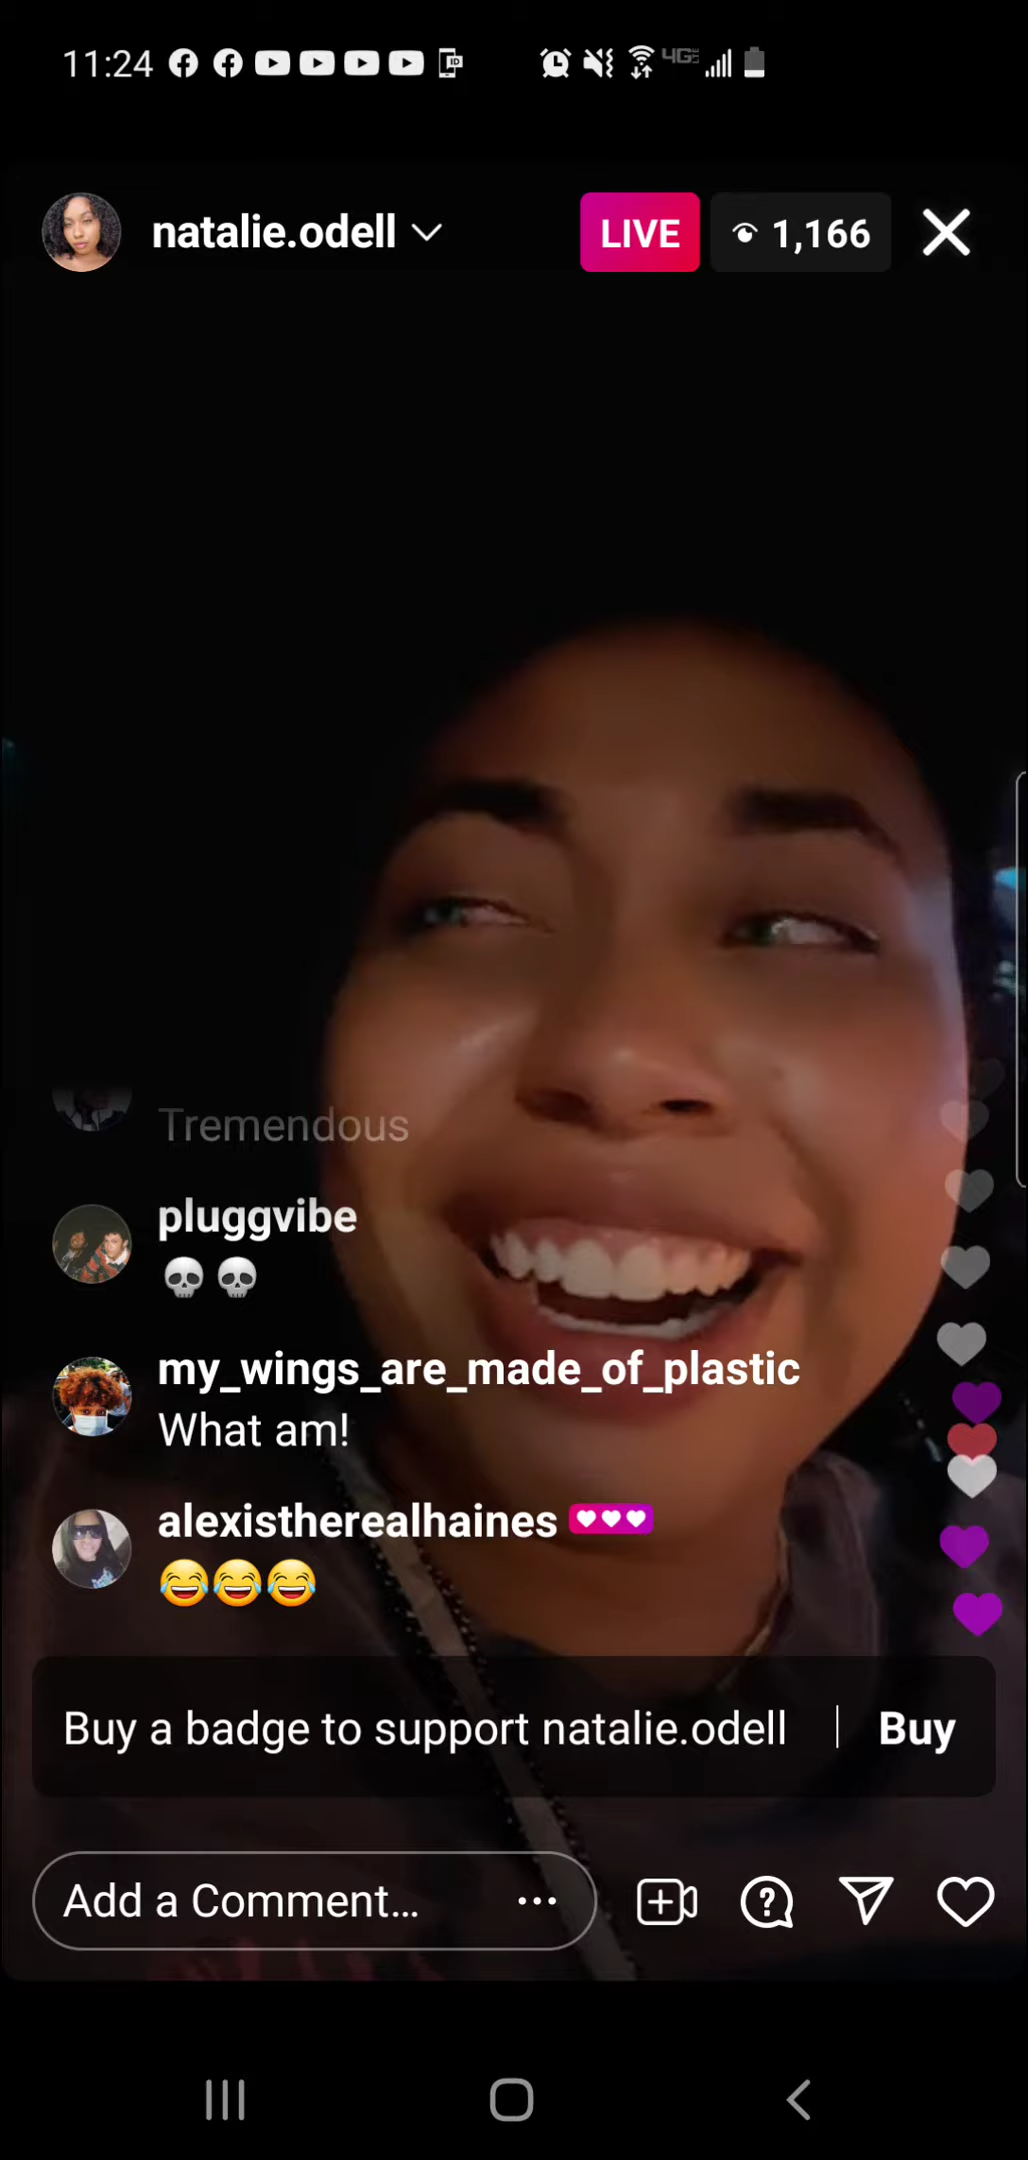 11:24
4GE
natalie.odell
LIVE
1,166
Tremendous
pluggvibe
💀💀
my_wings_are_made_of_plastic
What am!
alexistherealhaines
😂😂😂
Buy a badge to support natalie.odell | Buy
Add a Comment...